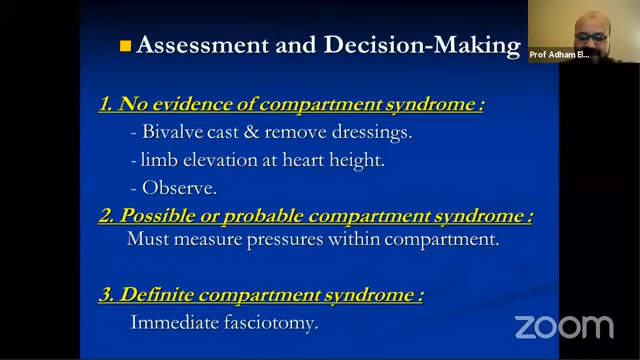 Assessment and Decision-Making
Prof Adham El...
1. No evidence of compartment syndrome :
- Bivalve cast & remove dressings.
- limb elevation at heart height.
- Observe.
2. Possible or probable compartment syndrome :
Must measure pressures within compartment.
3. Definite compartment syndrome :
Immediate fasciotomy.
zoom